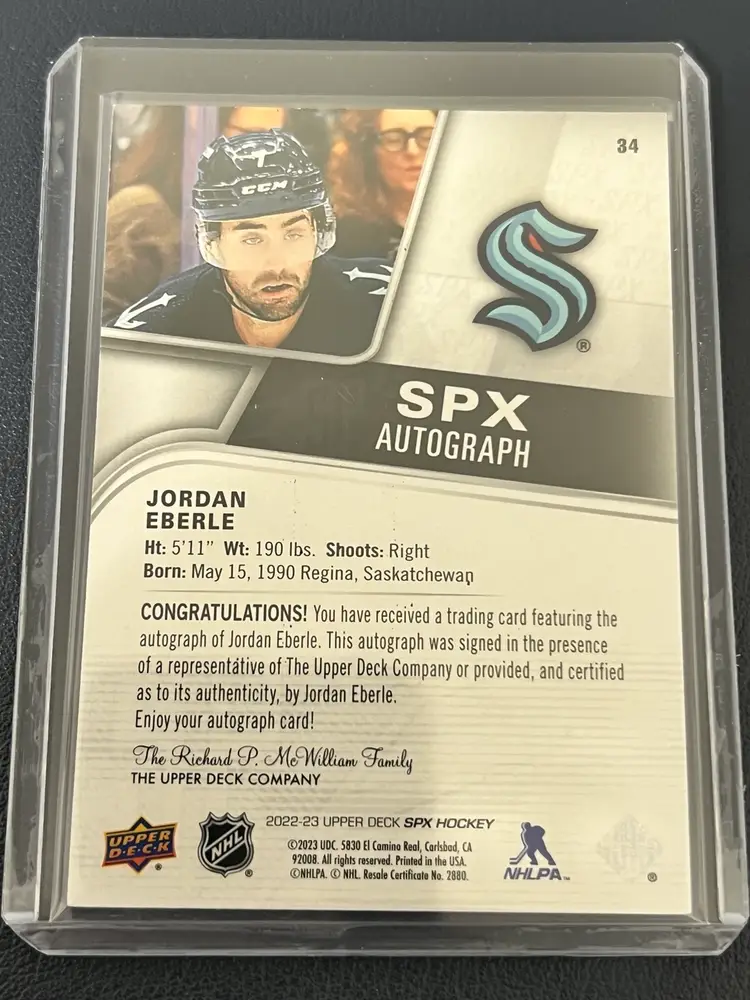 34
CCM
®
SPX
AUTOGRAPH
JORDAN
EBERLE
Ht: 5'11" Wt: 190 lbs. Shoots: Right
Born: May 15, 1990 Regina, Saskatchewan
CONGRATULATIONS! You have received a trading card featuring the
autograph of Jordan Eberle. This autograph was signed in the presence
of a representative of The Upper Deck Company or provided, and certified
as to its authenticity, by Jordan Eberle.
Enjoy your autograph card!
The Richard P. McWilliam Family
THE UPPER DECK COMPANY
2022-23 UPPER DECK SPX HOCKEY
UPPER
D·E·C·K
®
NHL
®
©2023 UDC. 5830 El Camino Real, Carlsbad, CA
92008. All rights reserved. Printed in the USA.
©NHLPA. © NHL. Resale Certificate No. 2880.
NHLPA™
®